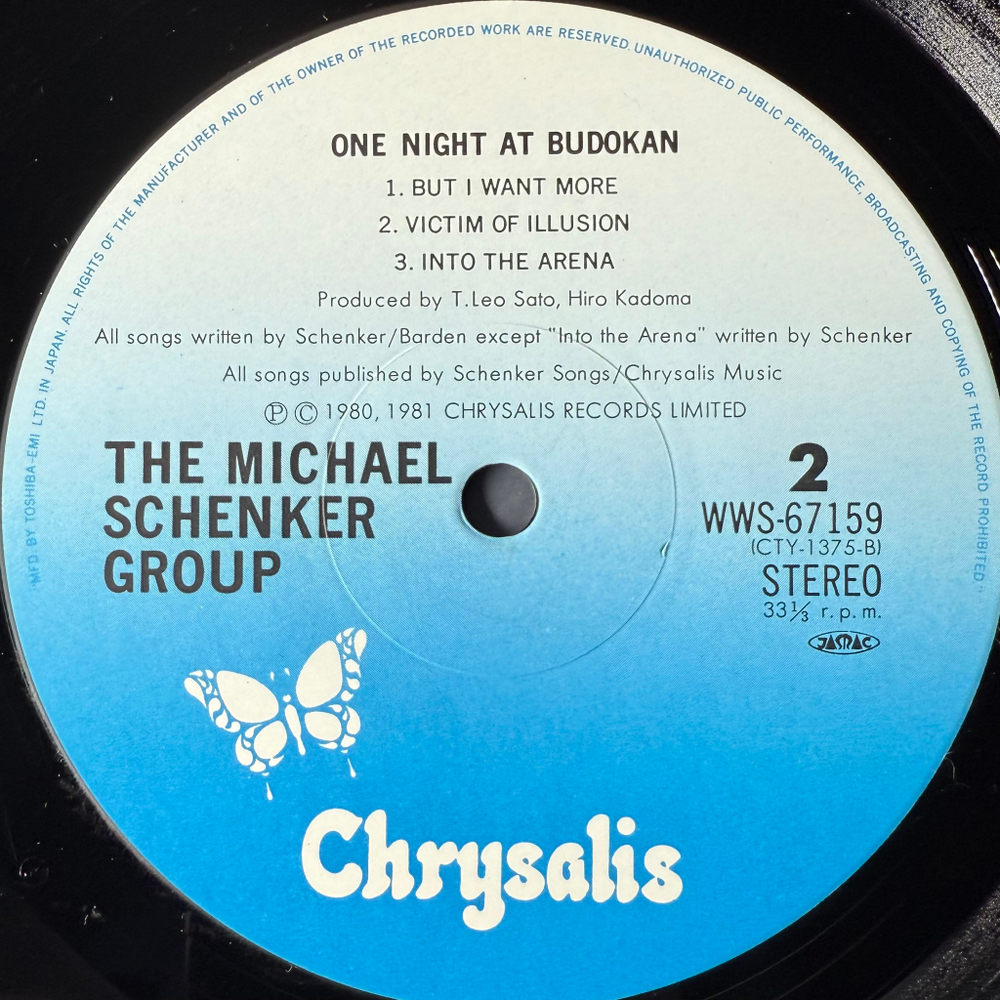 MFD. BY TOSHIBA-EMI LTD. IN JAPAN. ALL RIGHTS OF THE MANUFACTURER AND OF THE OWNER OF THE RECORDED WORK ARE RESERVED. UNAUTHORIZED PUBLIC PERFORMANCE, BROADCASTING AND COPYING OF THE RECORD PROHIBITED.
ONE NIGHT AT BUDOKAN
1. BUT I WANT MORE
2. VICTIM OF ILLUSION
3. INTO THE ARENA
Produced by T.Leo Sato, Hiro Kadoma
All songs written by Schenker/Barden except "Into the Arena" written by Schenker
All songs published by Schenker Songs/Chrysalis Music
Ⓟ © 1980, 1981 CHRYSALIS RECORDS LIMITED
THE MICHAEL
SCHENKER
GROUP
2
WWS-67159
(CTY-1375-B)
STEREO
33⅓ r.p.m.
JASRAC
Chrysalis